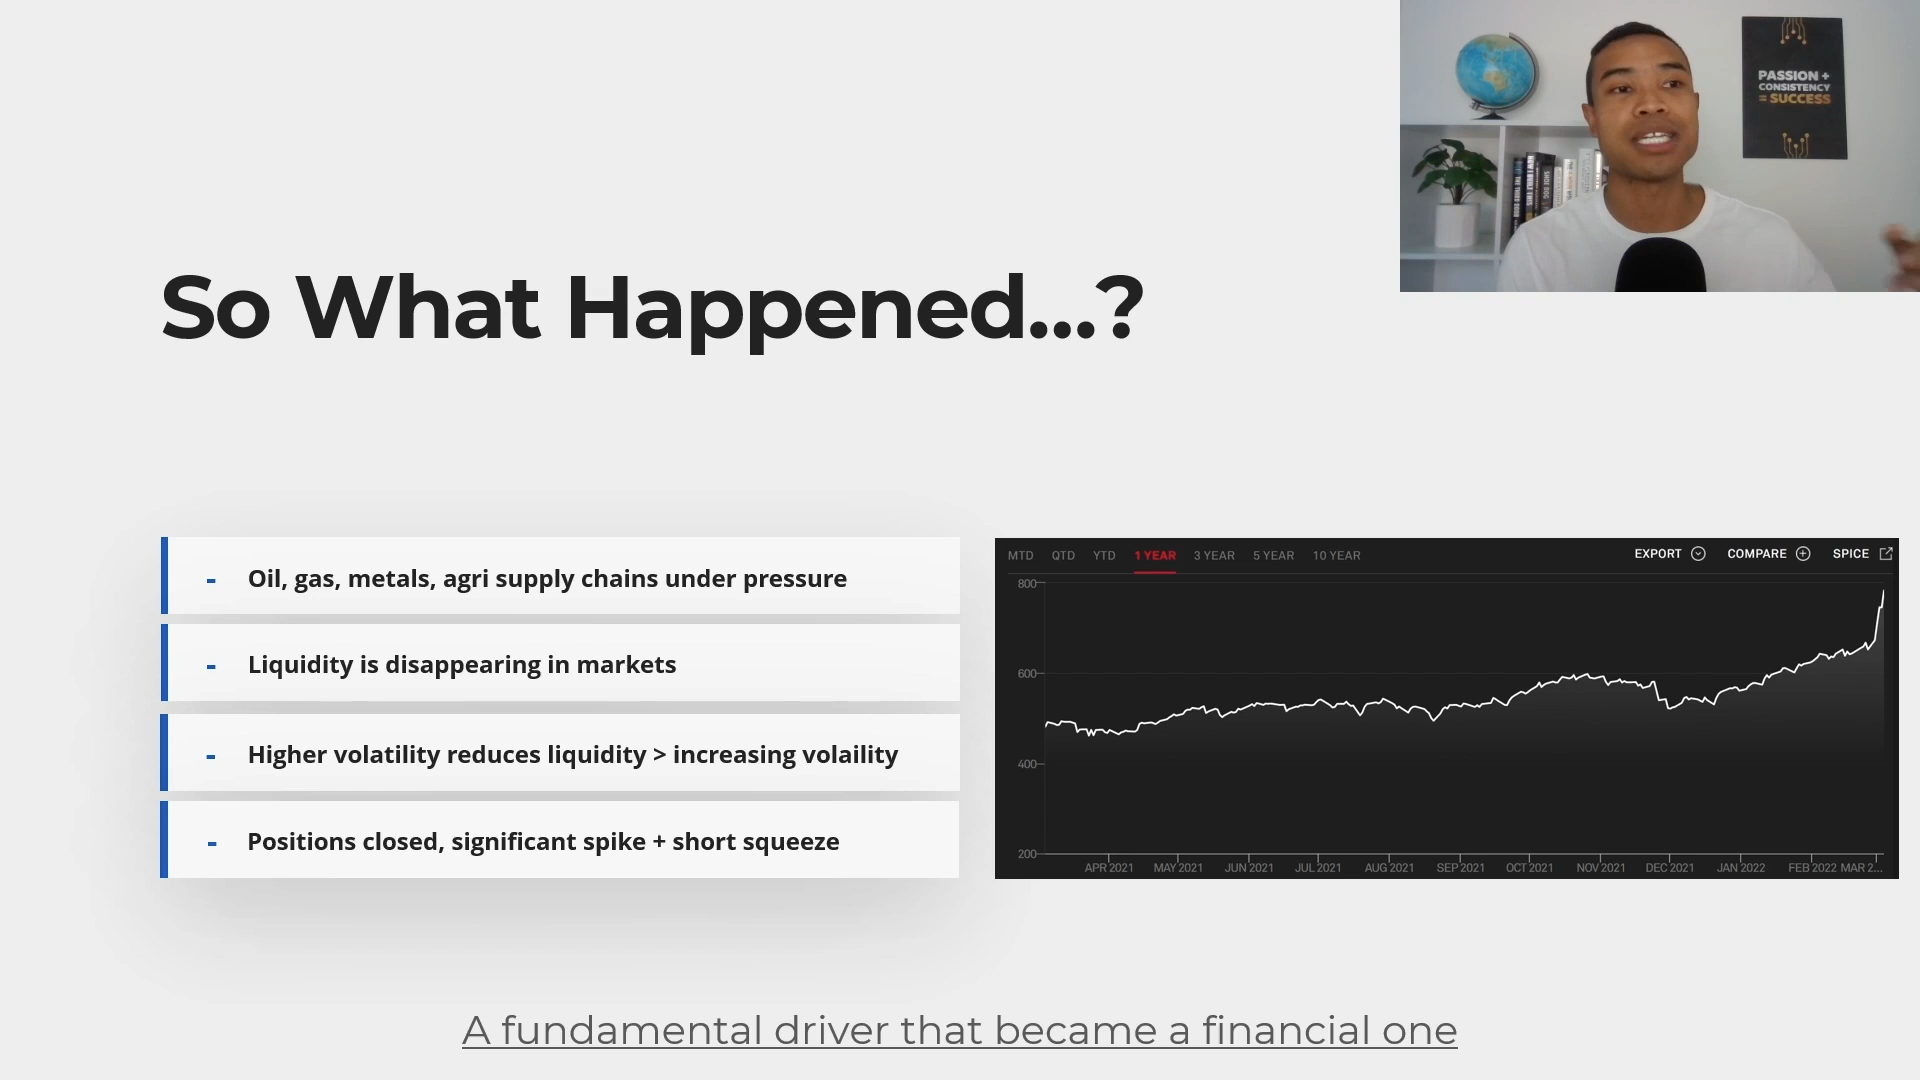 PASSION +
CONSISTENCY
= SUCCESS
SHOE DOG
So What Happened...?
- Oil, gas, metals, agri supply chains under pressure
- Liquidity is disappearing in markets
- Higher volatility reduces liquidity > increasing volaility
- Positions closed, significant spike + short squeeze
MTD QTD YTD 1 YEAR 3 YEAR 5 YEAR 10 YEAR EXPORT COMPARE SPICE
800
600
400
200
APR 2021 MAY 2021 JUN 2021 JUL 2021 AUG 2021 SEP 2021 OCT 2021 NOV 2021 DEC 2021 JAN 2022 FEB 2022 MAR 2...
A fundamental driver that became a financial one